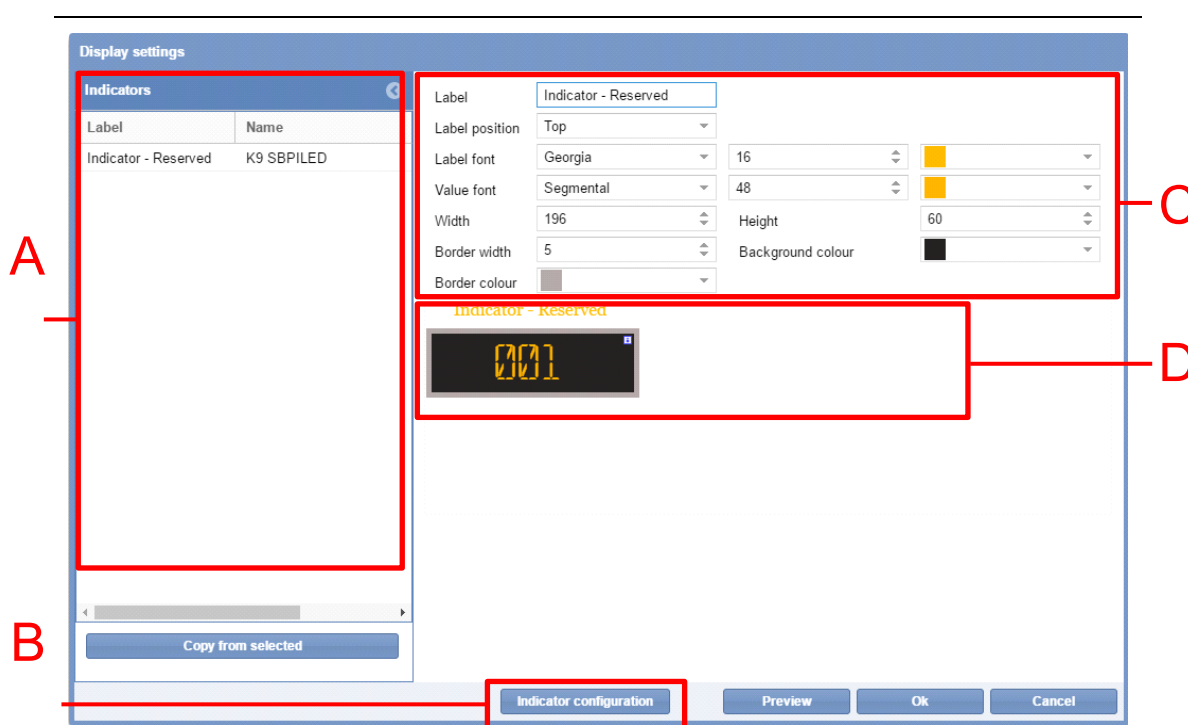 Display settings
Indicators
Label Name
Indicator - Reserved K9 SBPILED
Label Indicator - Reserved
Label position Top
Label font Georgia 16
Value font Segmental 48
Width 196 Height 60
Border width 5 Background colour
Border colour
C
A
Indicator - Reserved
001
D
Copy from selected
B
Indicator configuration Preview Ok Cancel